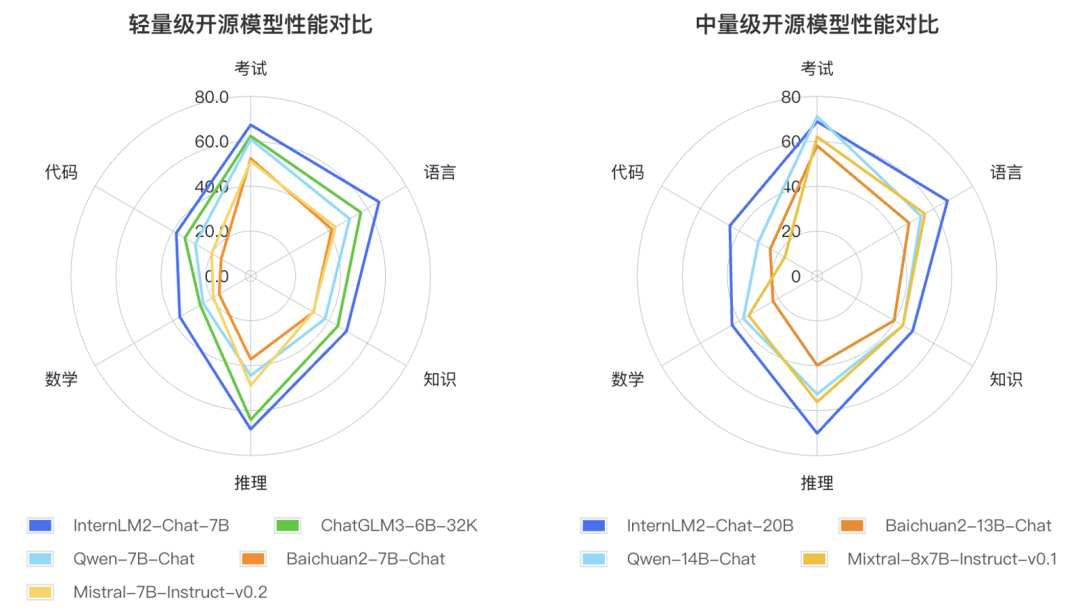 轻量级开源模型性能对比
考试
80.0
60.0
40.0
20.0
0.0
语言
代码
知识
数学
推理
InternLM2-Chat-7B
ChatGLM3-6B-32K
Qwen-7B-Chat
Baichuan2-7B-Chat
Mistral-7B-Instruct-v0.2
中量级开源模型性能对比
考试
80
60
40
20
0
语言
代码
知识
数学
推理
InternLM2-Chat-20B
Baichuan2-13B-Chat
Qwen-14B-Chat
Mixtral-8x7B-Instruct-v0.1